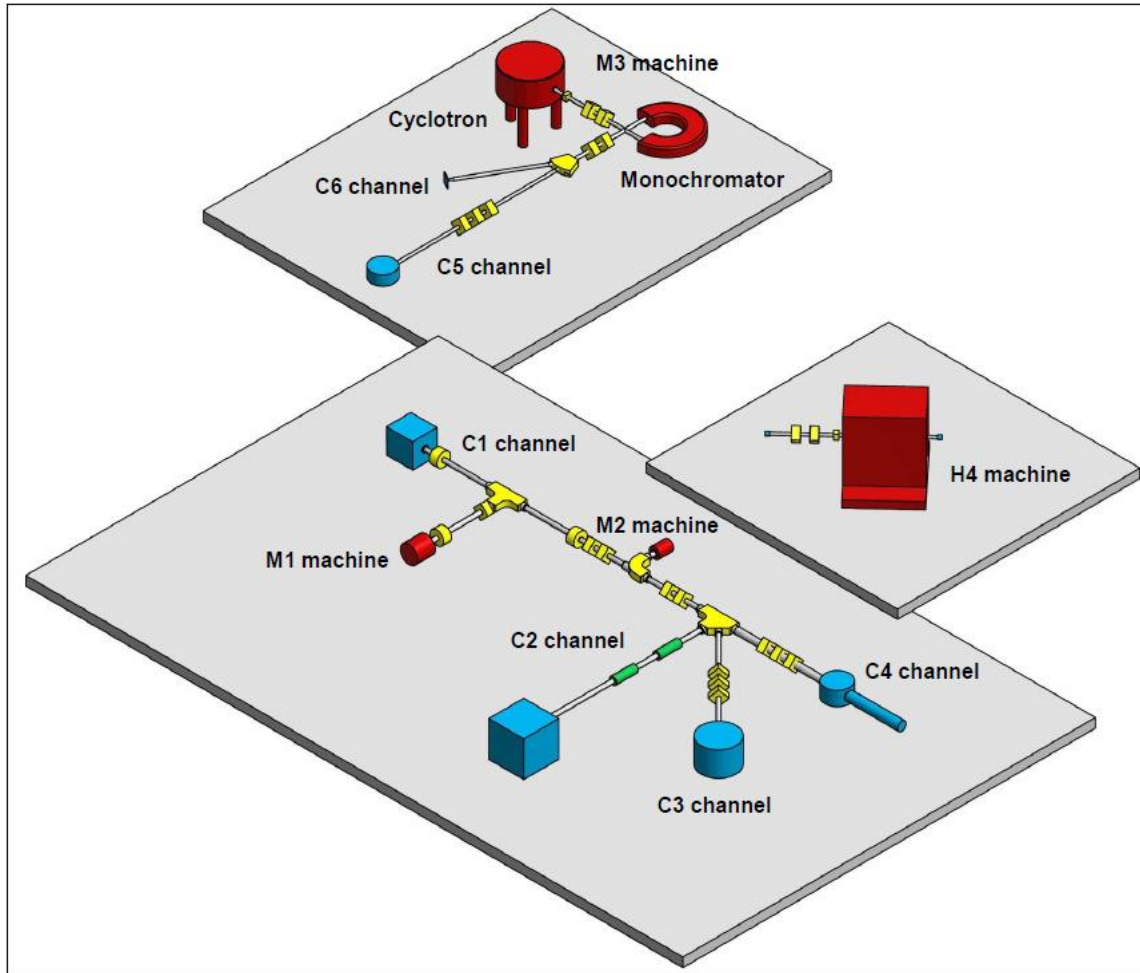 M3 machine
Cyclotron
Monochromator
C6 channel
C5 channel
C1 channel
H4 machine
M2 machine
M1 machine
C2 channel
C4 channel
C3 channel